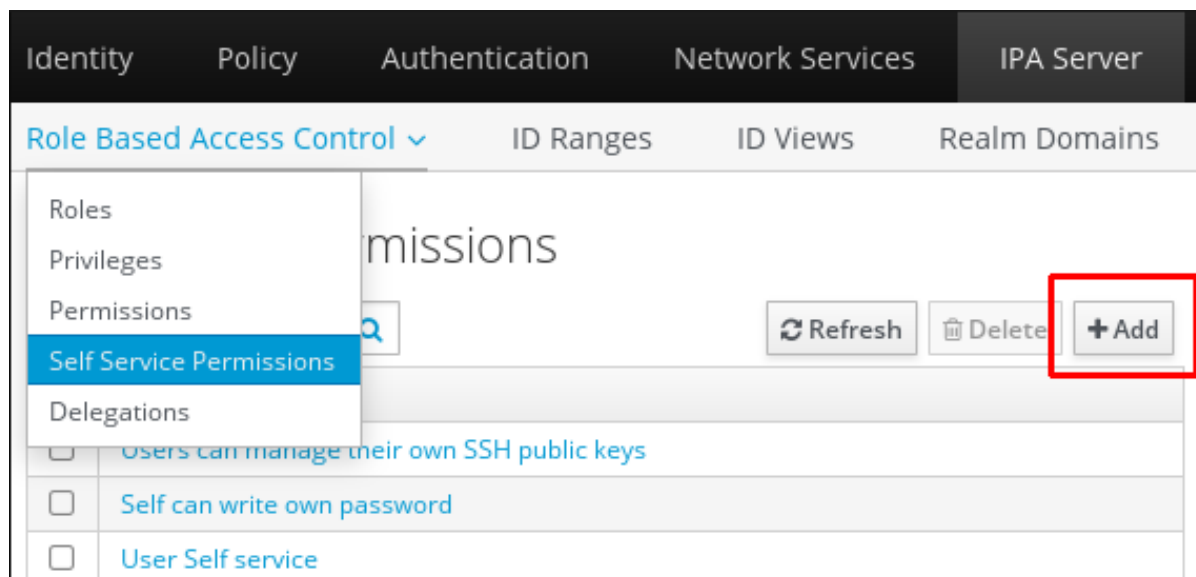 Identity Policy Authentication Network Services IPA Server
Role Based Access Control ID Ranges ID Views Realm Domains
Roles
Privileges
Permissions
Self Service Permissions
Delegations
missions
Refresh Delete Add
Users can manage their own SSH public keys
Self can write own password
User Self service